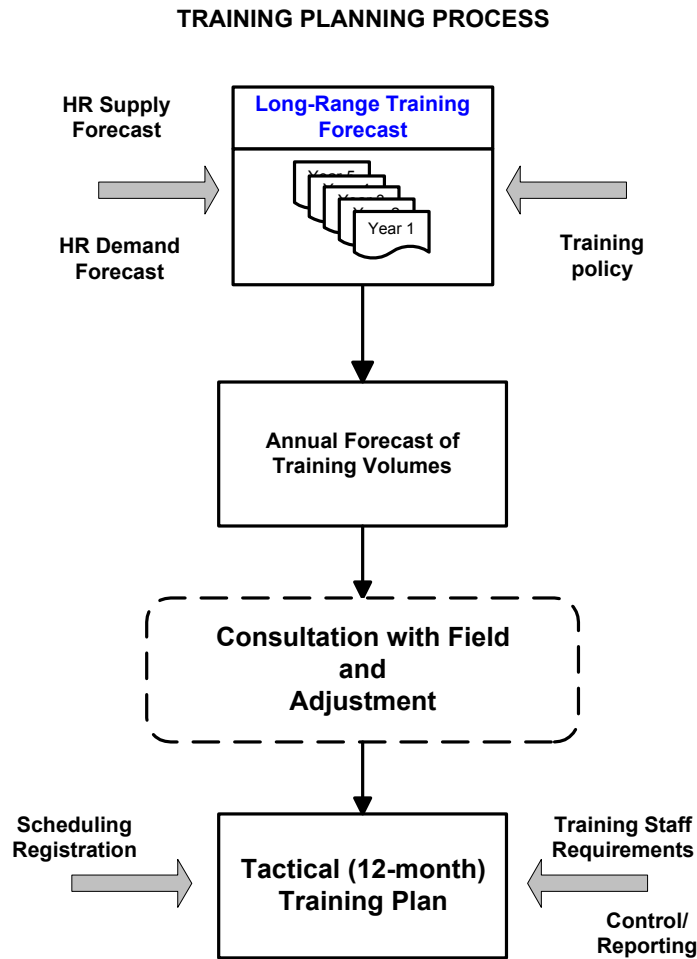 TRAINING PLANNING PROCESS
HR Supply
Forecast
HR Demand
Forecast
Long-Range Training
Forecast
Year 5
Year 1
Training
policy
Annual Forecast of
Training Volumes
Consultation with Field
and
Adjustment
Scheduling
Registration
Tactical (12-month)
Training Plan
Training Staff
Requirements
Control/
Reporting